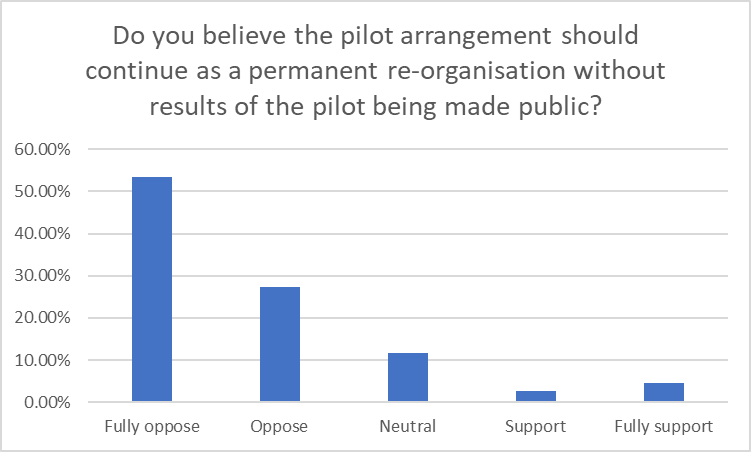 Do you believe the pilot arrangement should
continue as a permanent re-organisation without
results of the pilot being made public?
60.00%
50.00%
40.00%
30.00%
20.00%
10.00%
0.00%
Fully oppose Oppose Neutral Support Fully support